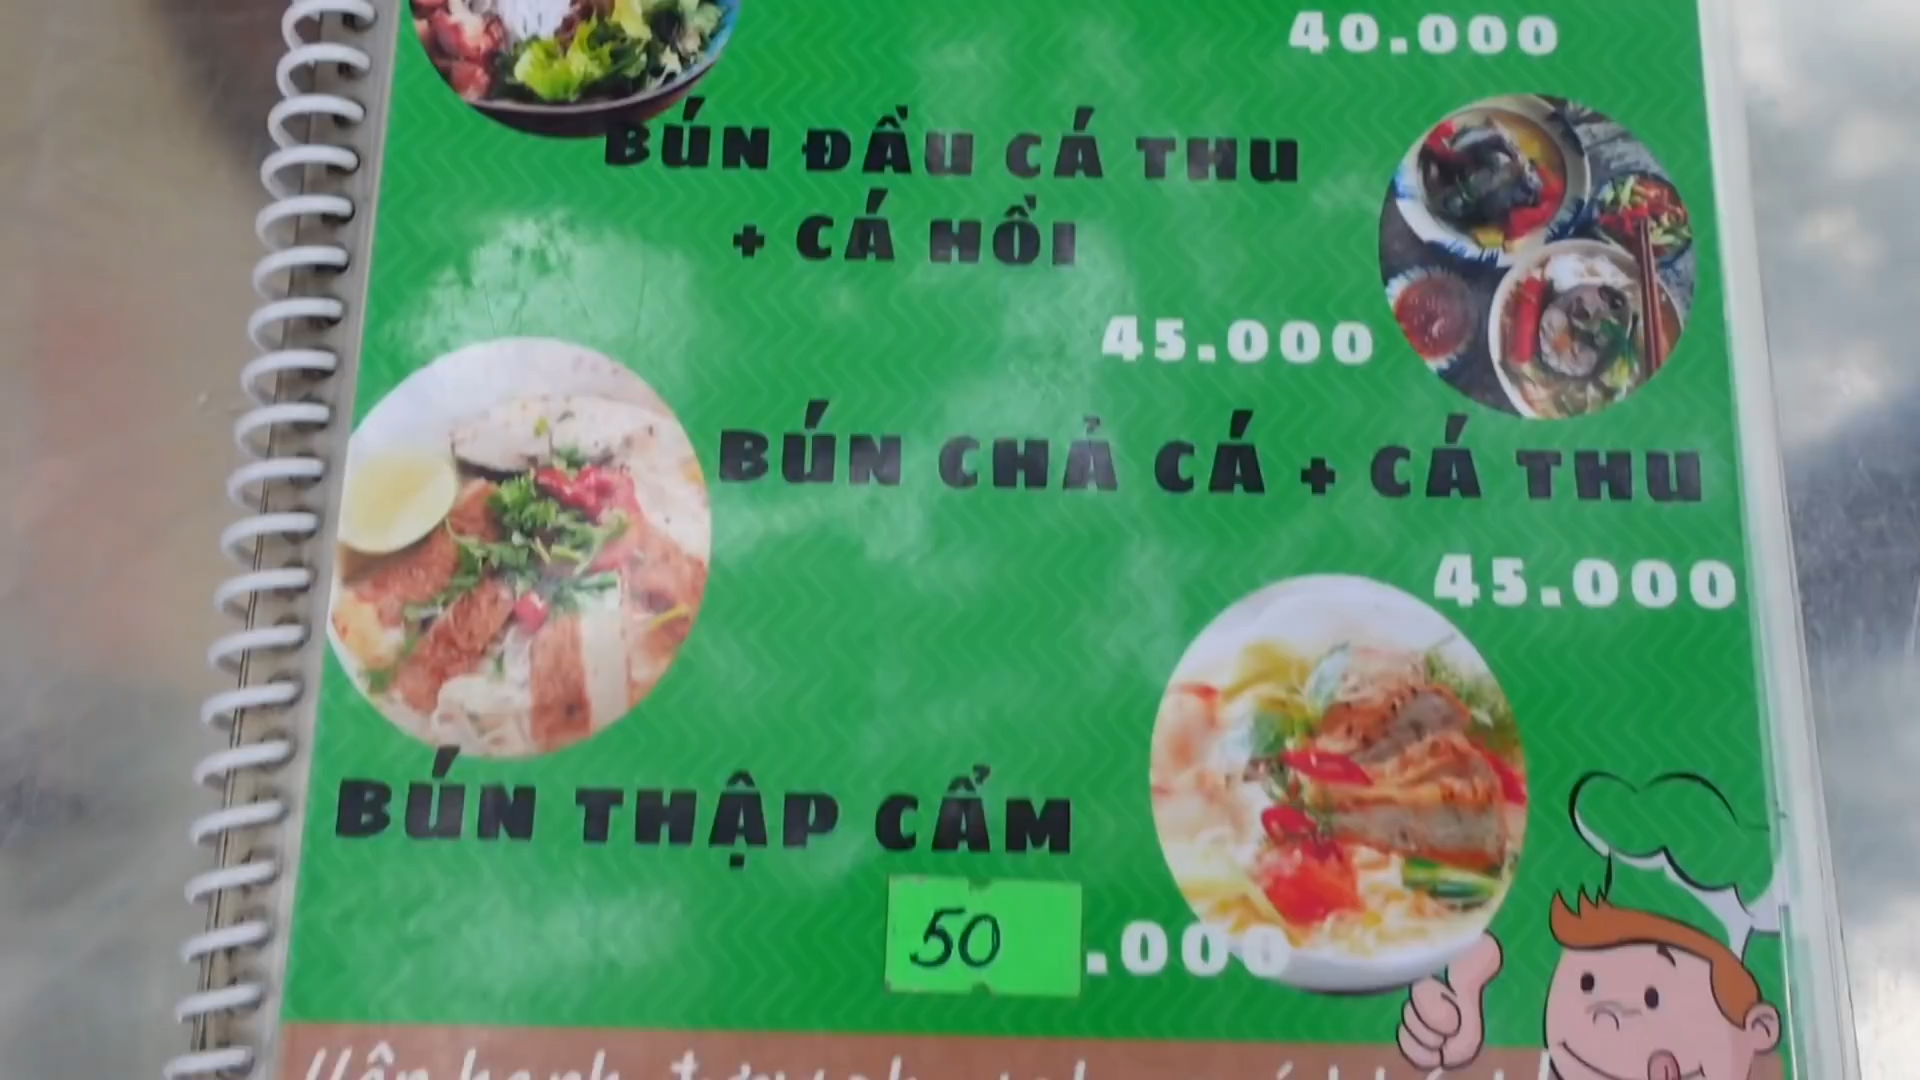 40.000
BÚN ĐẦU CÁ THU
+ CÁ HỒI
45.000
BÚN CHẢ CÁ + CÁ THU
45.000
BÚN THẬP CẨM
50.000